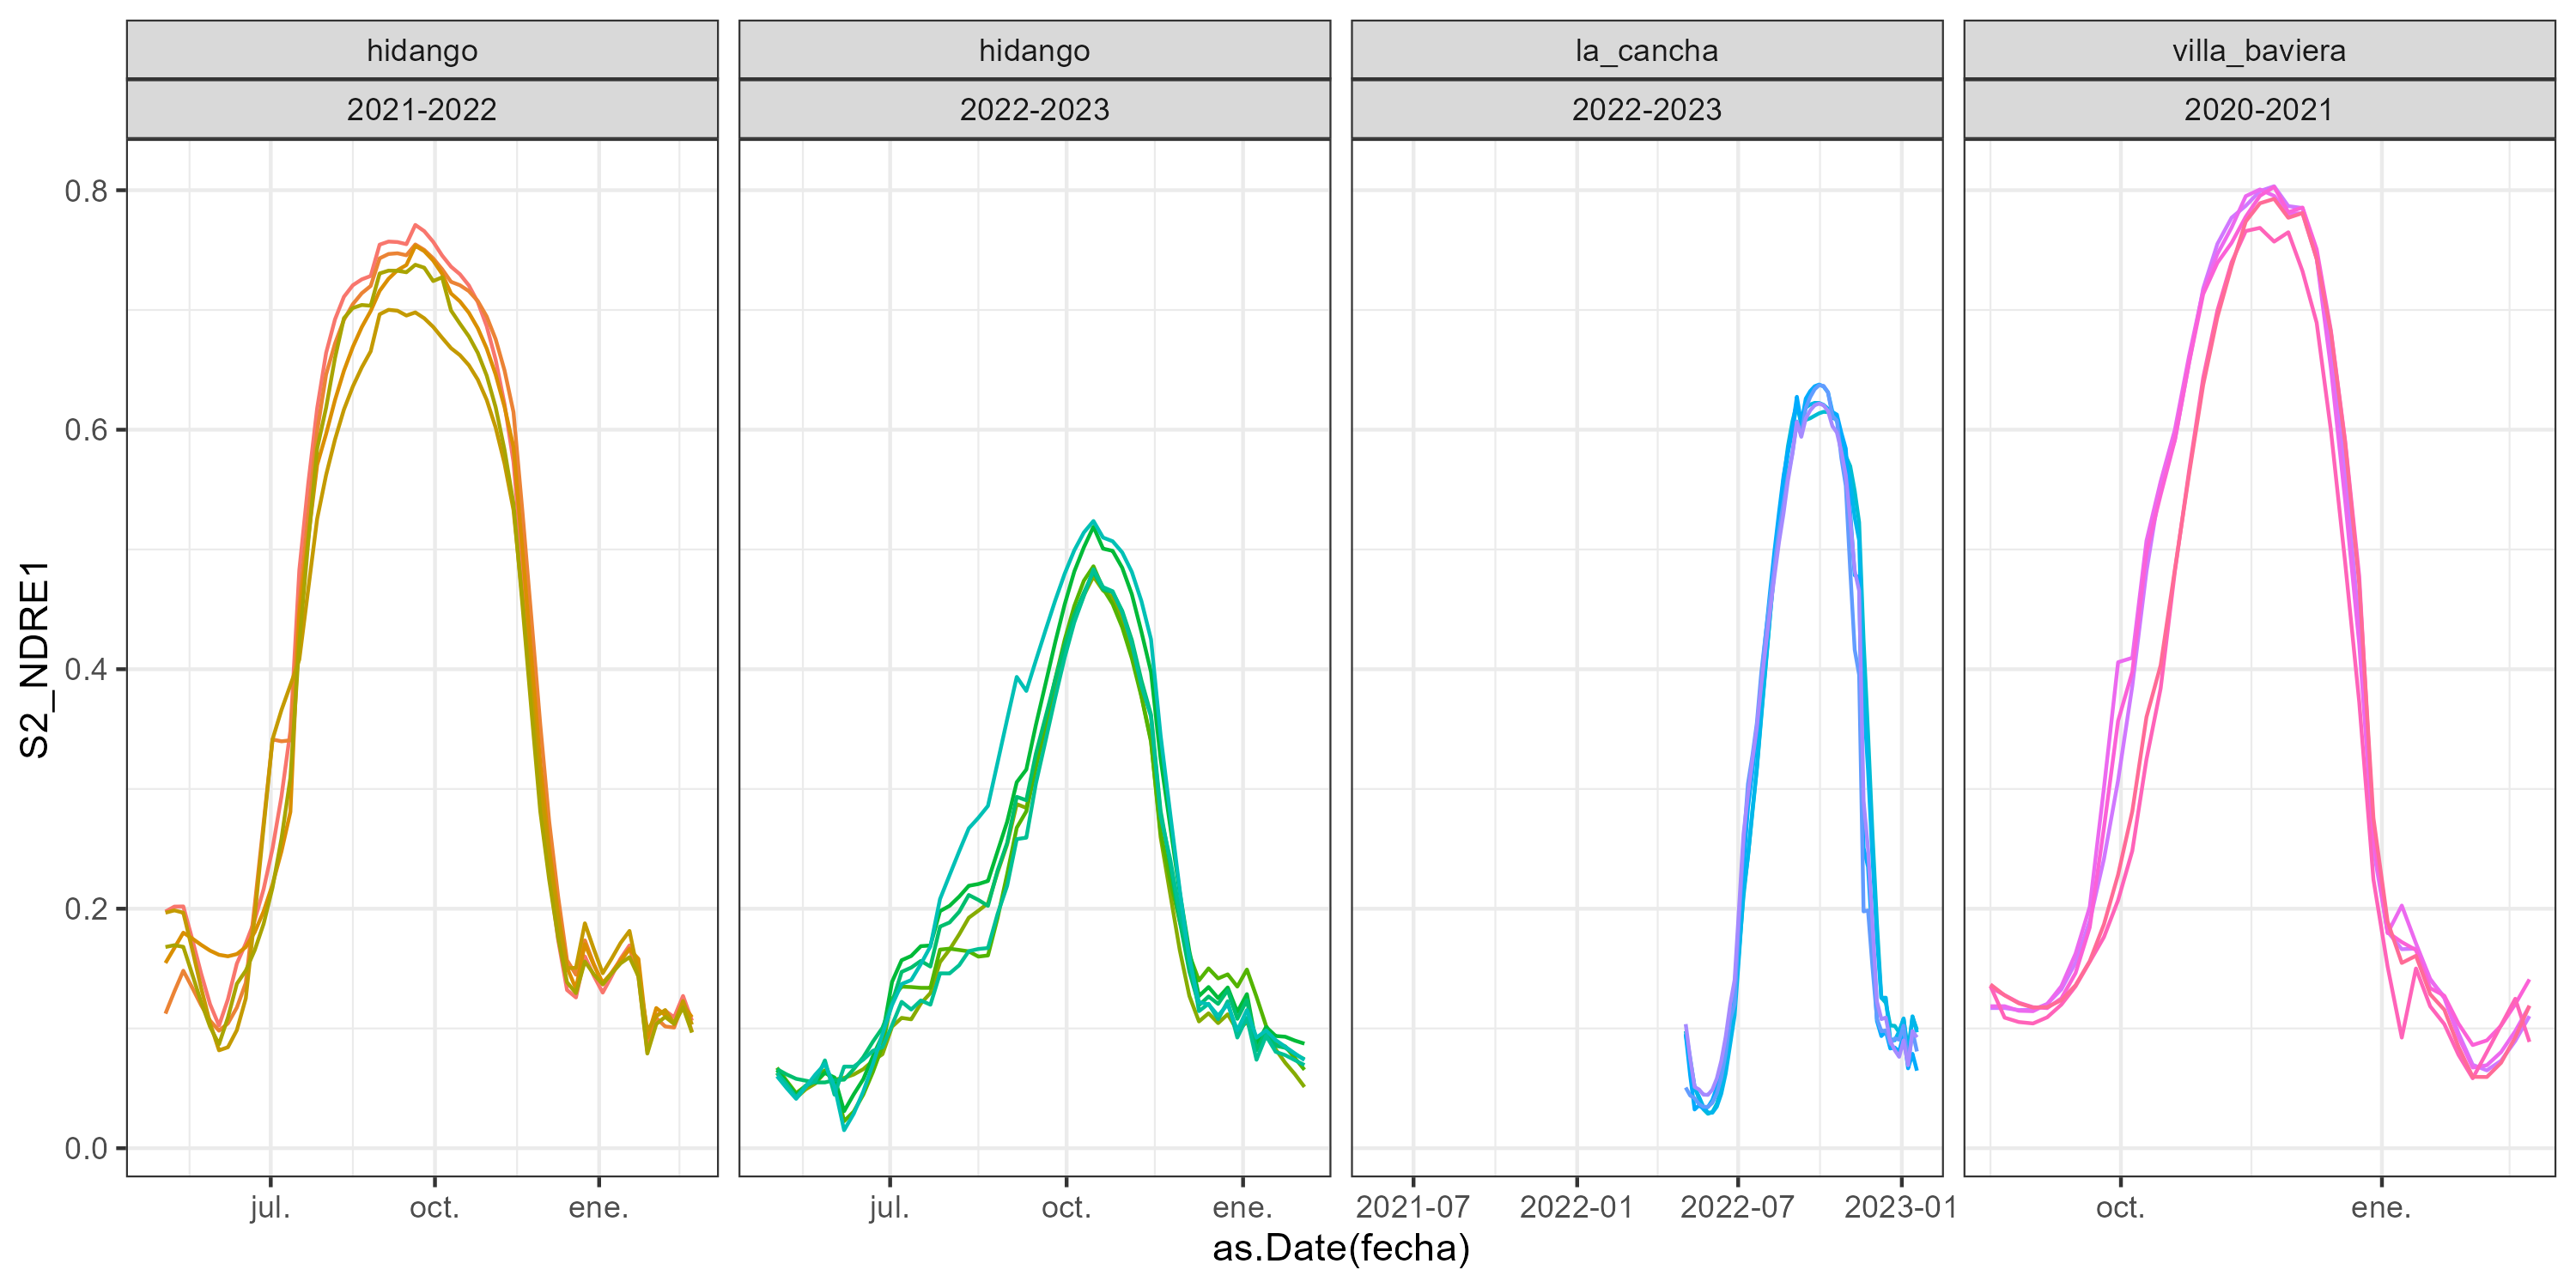 hidango
hidango
la_cancha
villa_baviera
2021-2022
2022-2023
2022-2023
2020-2021
S2_NDRE1
0.8
0.6
0.4
0.2
0.0
jul.
oct.
ene.
jul.
oct.
ene.
2021-07
2022-01
2022-07
2023-01
oct.
ene.
as.Date(fecha)